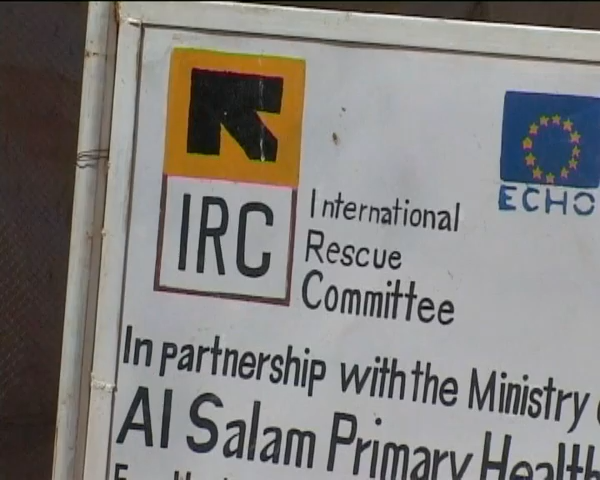 IRC
International
Rescue
Committee
ECHO
In partnership with the Ministry
Al Salam Primary Health